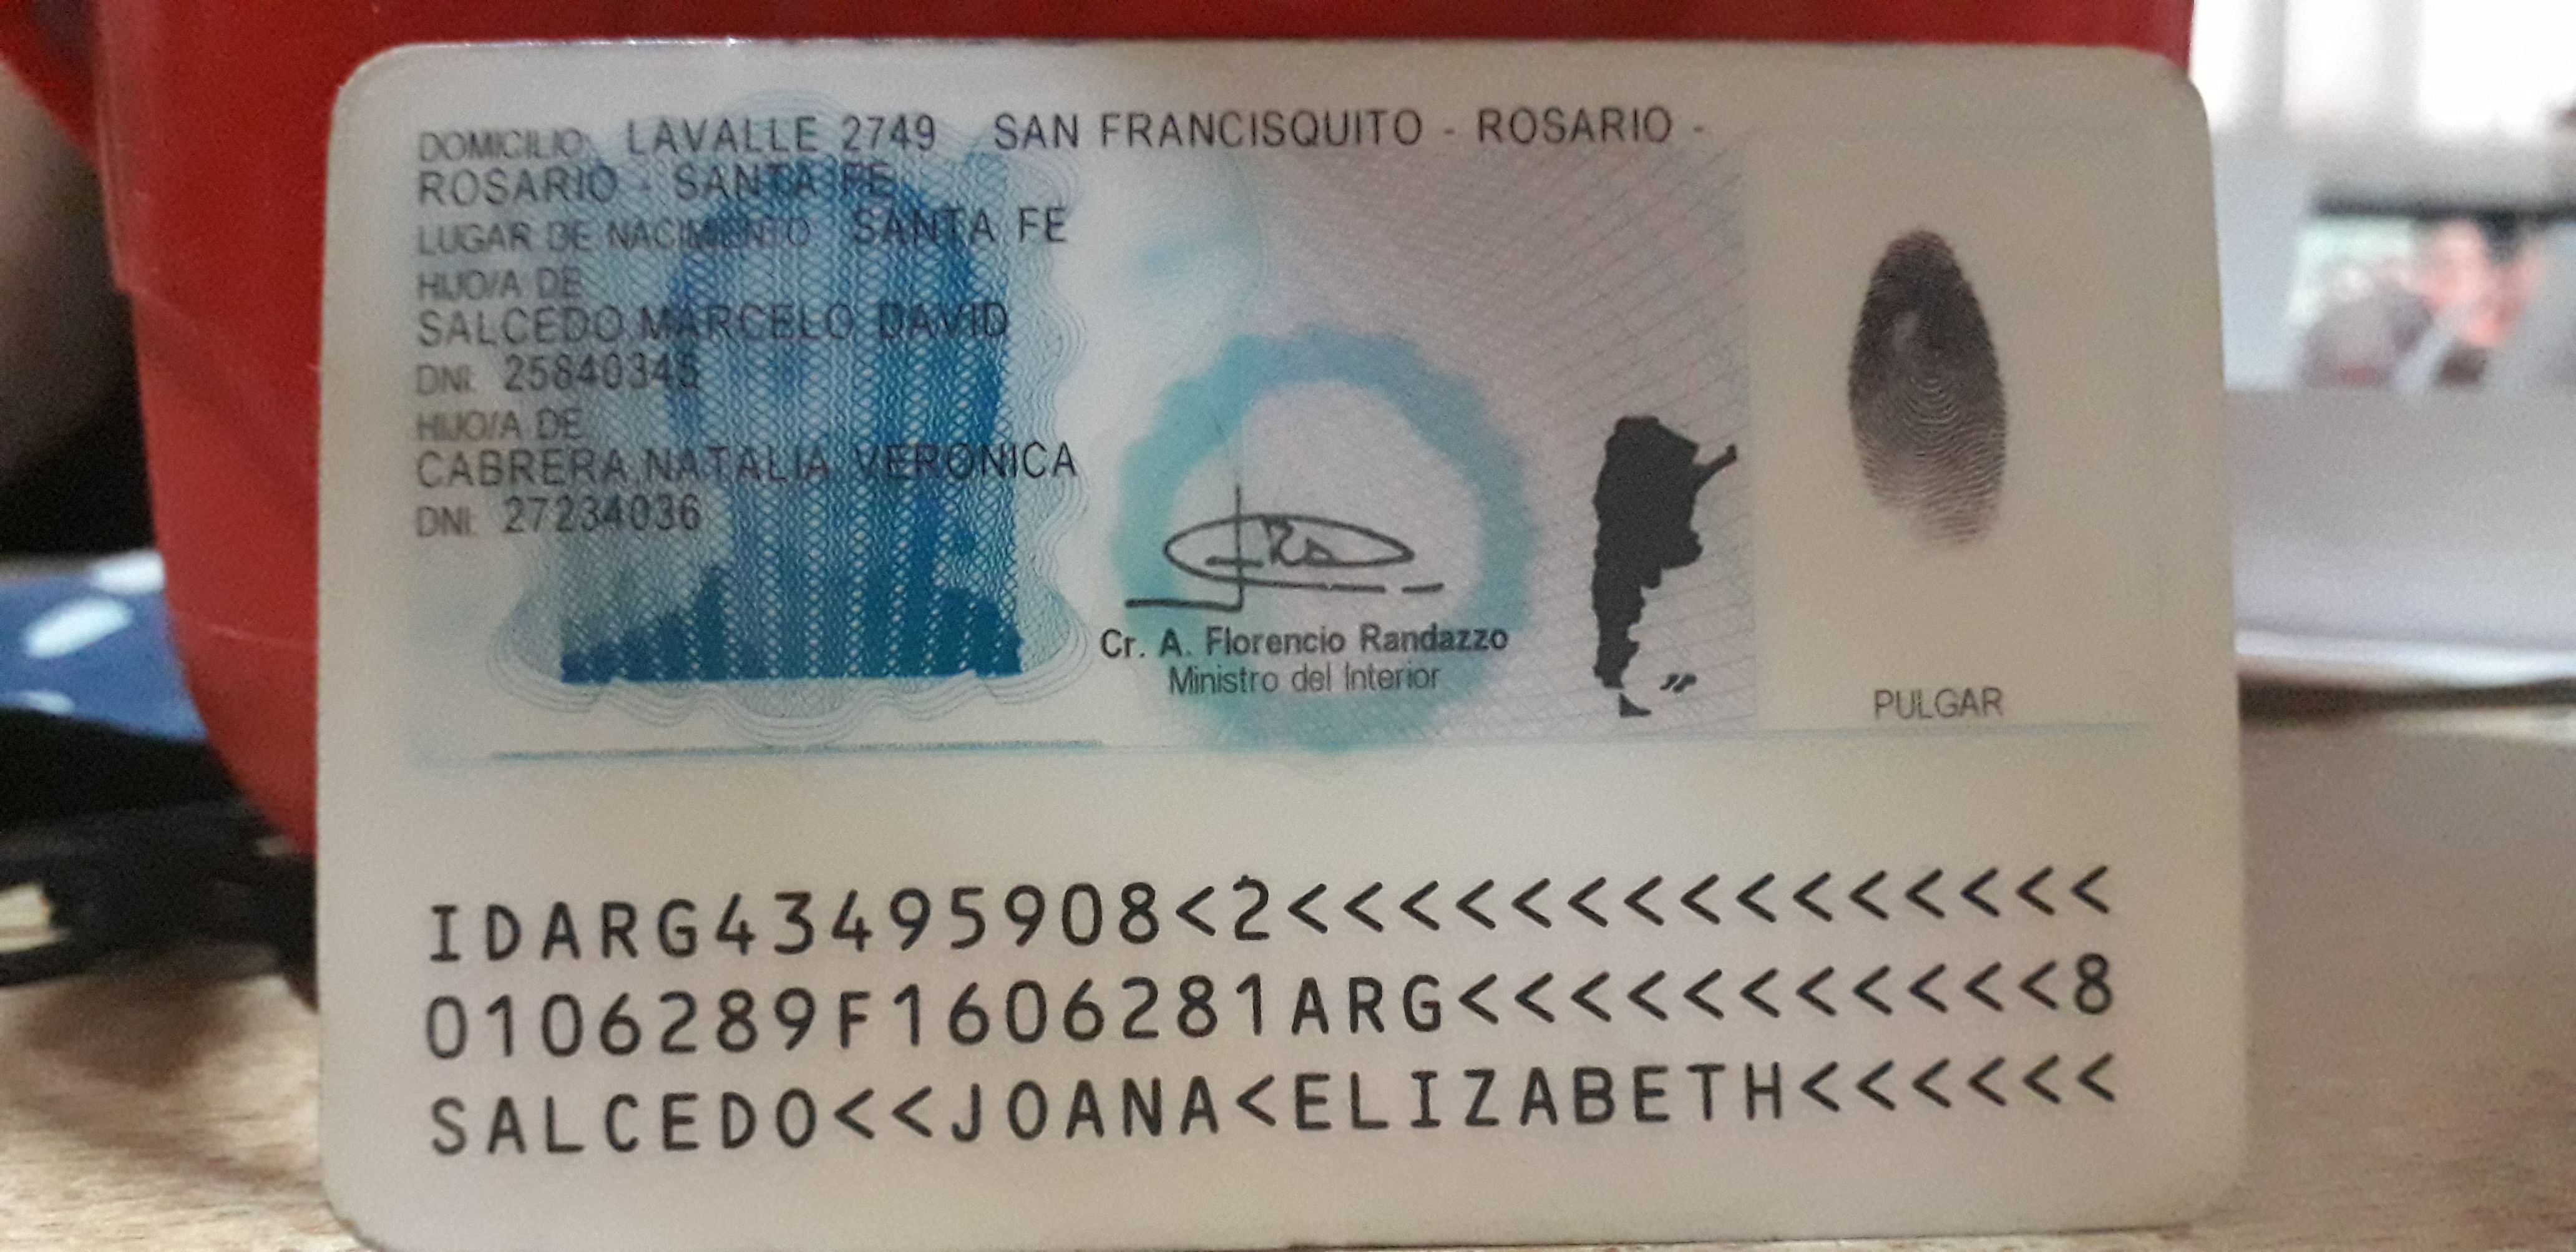 DOMICILIO: LAVALLE 2749 SAN FRANCISQUITO - ROSARIO -
ROSARIO - SANTA FE
LUGAR DE NACIMIENTO: SANTA FE
HIJO/A DE
SALCEDO MARCELO DAVID
DNI: 25840345
HIJO/A DE
CABRERA NATALIA VERONICA
DNI: 27234036
Cr. A. Florencio Randazzo
Ministro del Interior
PULGAR
IDARG43495908<2<<<<<<<<<<<<<<<
0106289F1606281ARG<<<<<<<<<<<8
SALCEDO<<JOANA<ELIZABETH<<<<<<